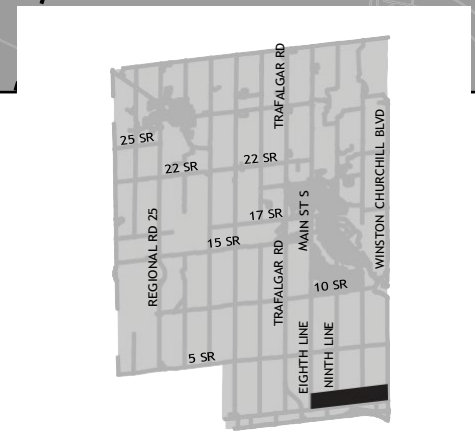 TRAFALGAR RD
WINSTON CHURCHILL BLVD
25 SR
22 SR
22 SR
MAIN ST S
17 SR
REGIONAL RD 25
15 SR
TRAFALGAR RD
10 SR
EIGHTH LINE
NINTH LINE
5 SR